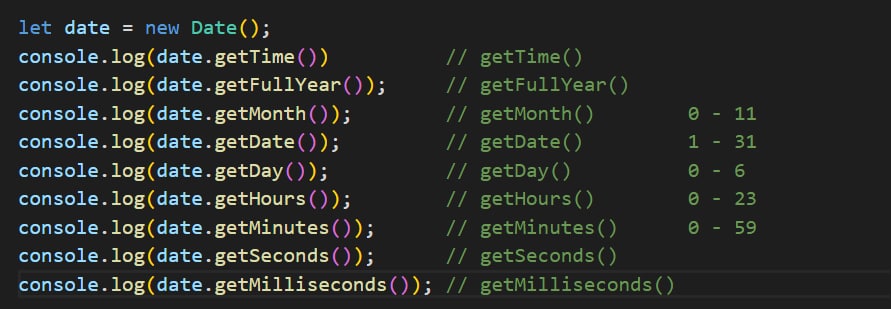 let date = new Date();
console.log(date.getTime())          // getTime()
console.log(date.getFullYear());     // getFullYear()
console.log(date.getMonth());        // getMonth()        0 - 11
console.log(date.getDate());         // getDate()         1 - 31
console.log(date.getDay());          // getDay()          0 - 6
console.log(date.getHours());        // getHours()        0 - 23
console.log(date.getMinutes());      // getMinutes()      0 - 59
console.log(date.getSeconds());      // getSeconds()
console.log(date.getMilliseconds()); // getMilliseconds()